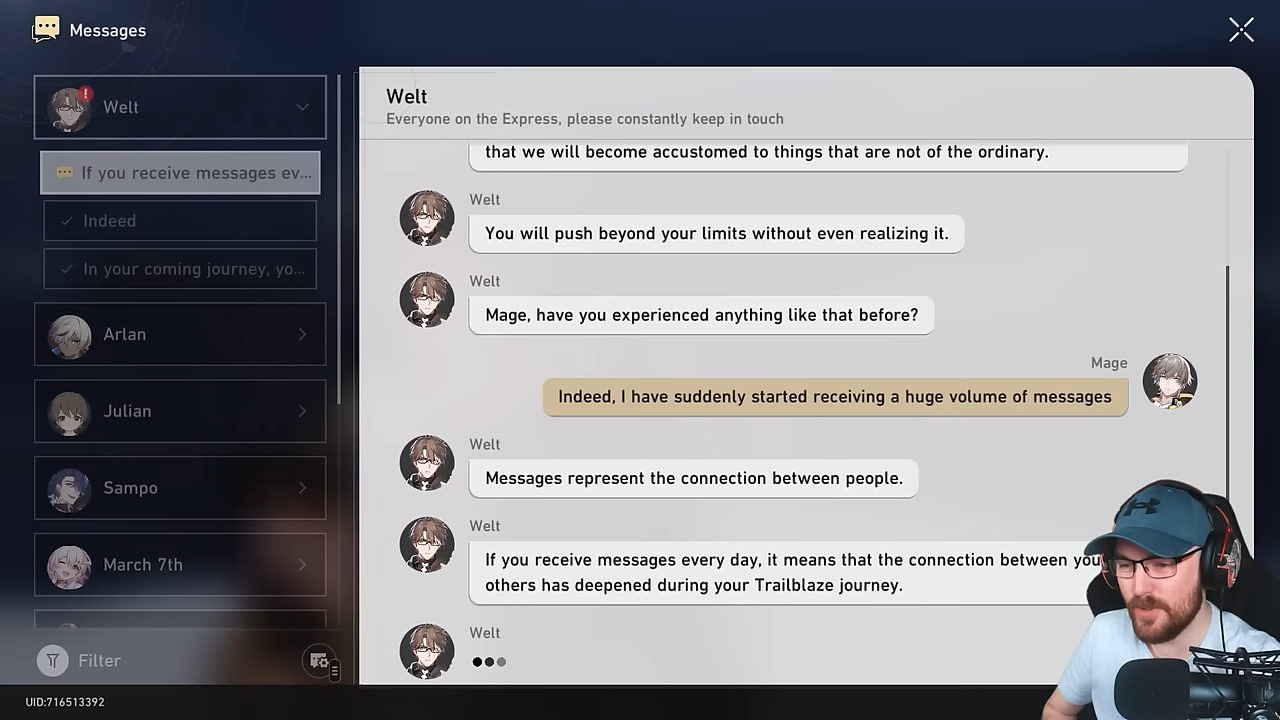 Messages
Welt
If you receive messages ev...
Indeed
In your coming journey, yo...
Arlan
Julian
Sampo
March 7th
Filter
UID:716513392
Welt
Everyone on the Express, please constantly keep in touch
that we will become accustomed to things that are not of the ordinary.
Welt
You will push beyond your limits without even realizing it.
Welt
Mage, have you experienced anything like that before?
Mage
Indeed, I have suddenly started receiving a huge volume of messages
Welt
Messages represent the connection between people.
Welt
If you receive messages every day, it means that the connection between you
others has deepened during your Trailblaze journey.
Welt